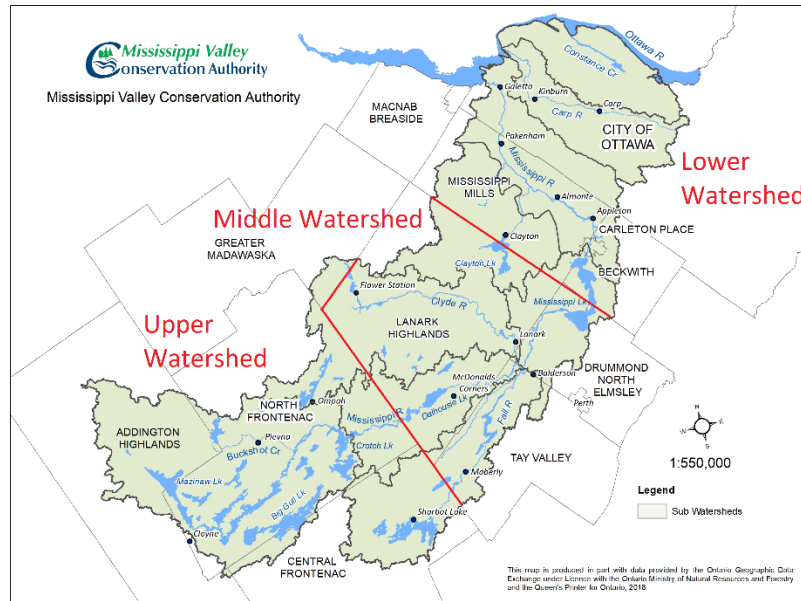 Mississippi Valley
Conservation Authority
Mississippi Valley Conservation Authority
Ottawa R
Constance Cr
MACNAB
BREASIDE
Galetta
Kinburn
Carp
Carp R
CITY OF
OTTAWA
Pakenham
Mississippi R
Lower
Watershed
MISSISSIPPI
MILLS
Almonte
Appleton
Middle Watershed
CARLETON PLACE
GREATER
MADAWASKA
Clayton
Clayton Lk
BECKWITH
Flower Station
Clyde R
Mississippi Lk
Upper
Watershed
LANARK
HIGHLANDS
Lanark
DRUMMOND
NORTH
ELMSLEY
Balderson
McDonalds
Corners
Perth
Ompah
NORTH
FRONTENAC
Mississippi R
Dalhousie Lk
Fall R
ADDINGTON
HIGHLANDS
Plevna
Buckshot Cr
Crotch Lk
N
W
E
S
1:550,000
TAY VALLEY
Maberly
Mazinaw Lk
Big Gull Lk
Legend
Sub Watersheds
Sharbot Lake
Cloyne
CENTRAL
FRONTENAC
This map is produced in part with data provided by the Ontario Geographic Data
Exchange under Licence with the Ontario Ministry of Natural Resources and Forestry
and the Queen's Printer for Ontario, 2018